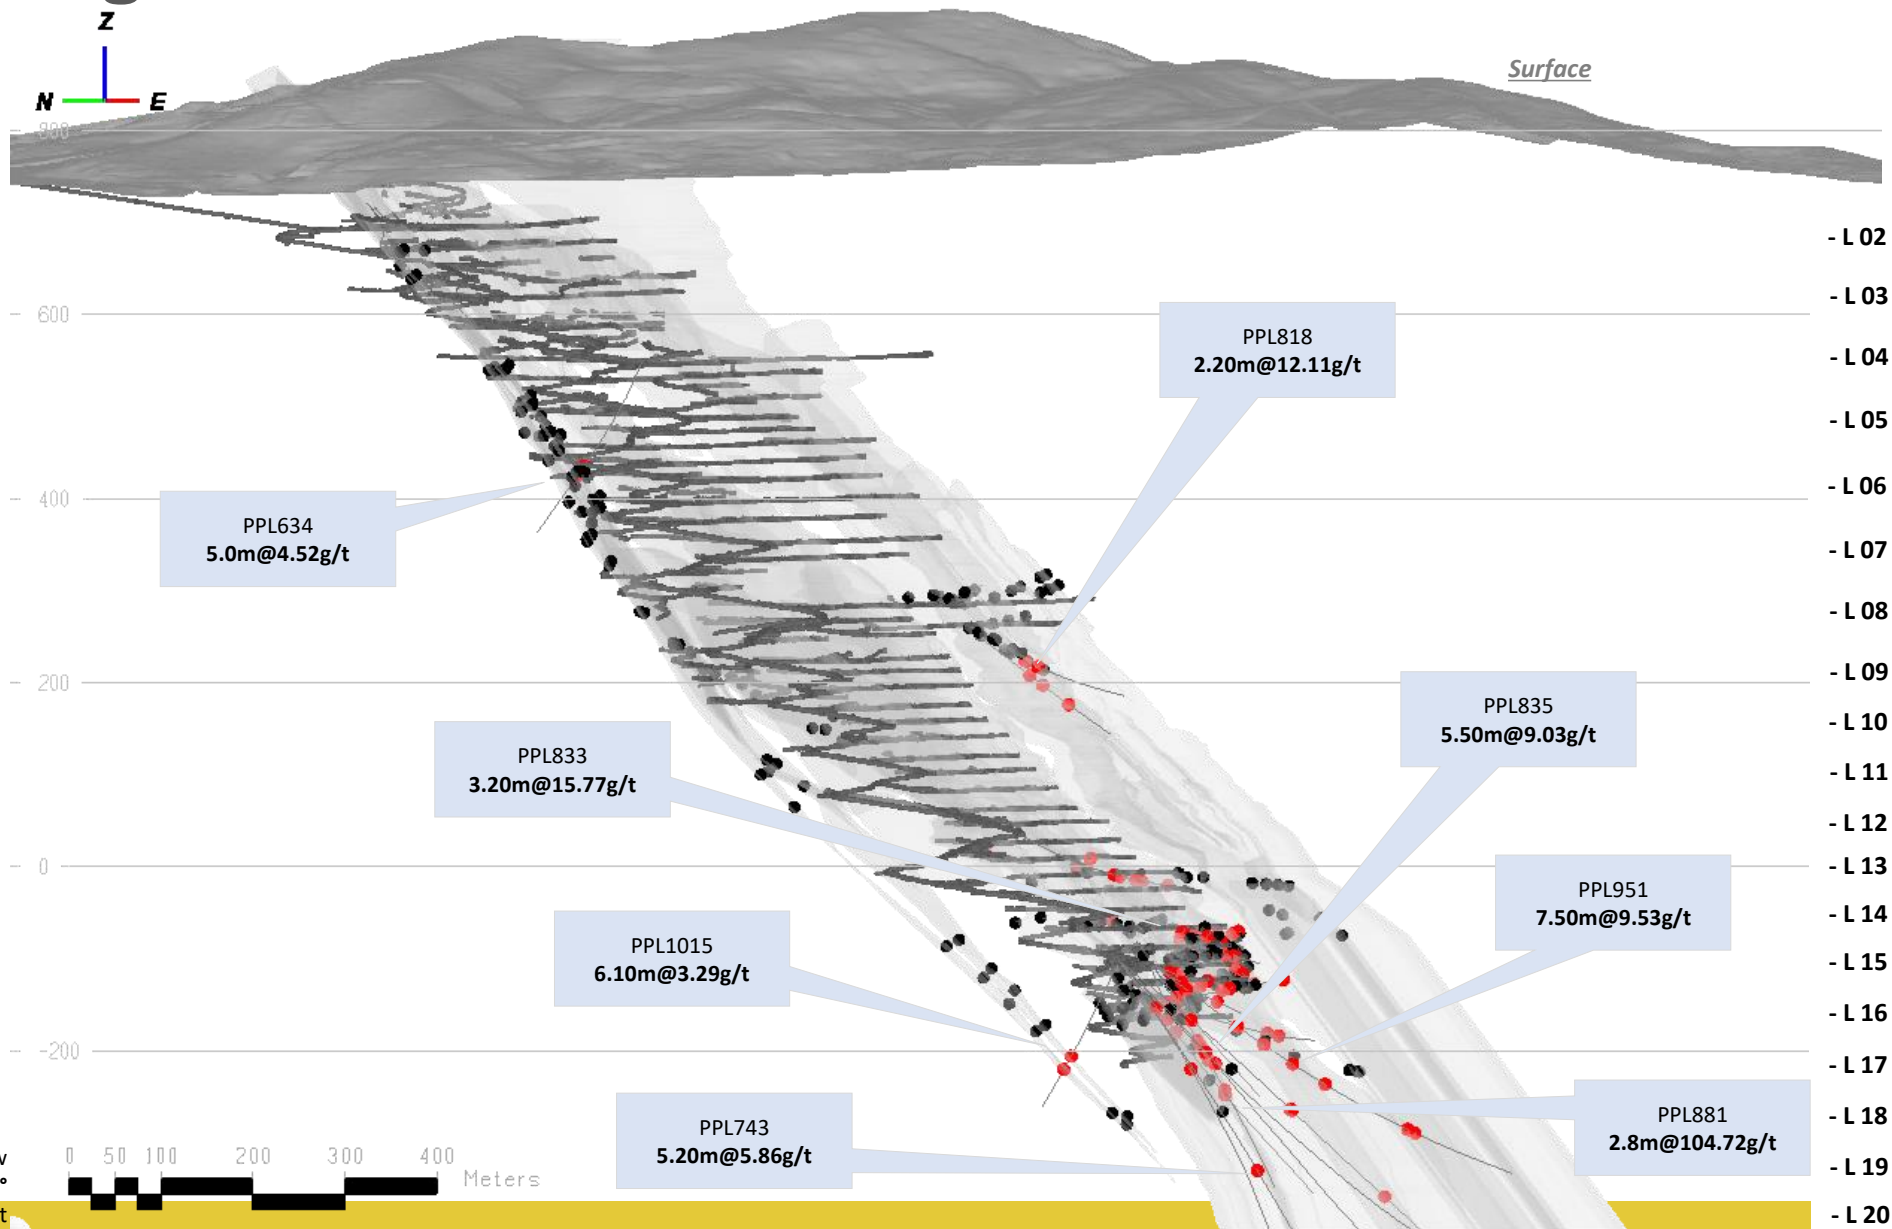 Z
N E
Surface
800
- L 02
- L 03
600
PPL818
2.20m@12.11g/t
- L 04
- L 05
- L 06
400
PPL634
5.0m@4.52g/t
- L 07
- L 08
- L 09
200
PPL835
5.50m@9.03g/t
- L 10
PPL833
3.20m@15.77g/t
- L 11
- L 12
0
- L 13
PPL951
7.50m@9.53g/t
- L 14
PPL1015
6.10m@3.29g/t
- L 15
- L 16
-200
- L 17
PPL881
2.8m@104.72g/t
- L 18
PPL743
5.20m@5.86g/t
0 50 100 200 300 400
Meters
- L 19
- L 20